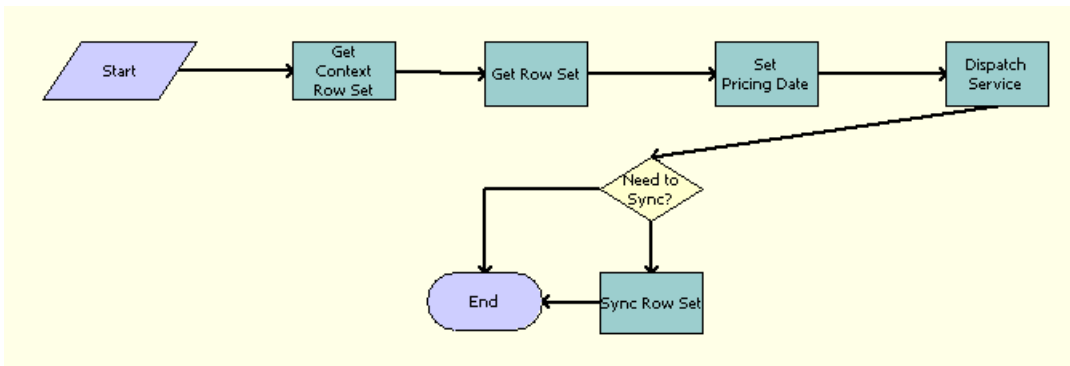 Start
Get
Context
Row Set
Get Row Set
Set
Pricing Date
Dispatch
Service
Need to
Sync?
End
Sync Row Set